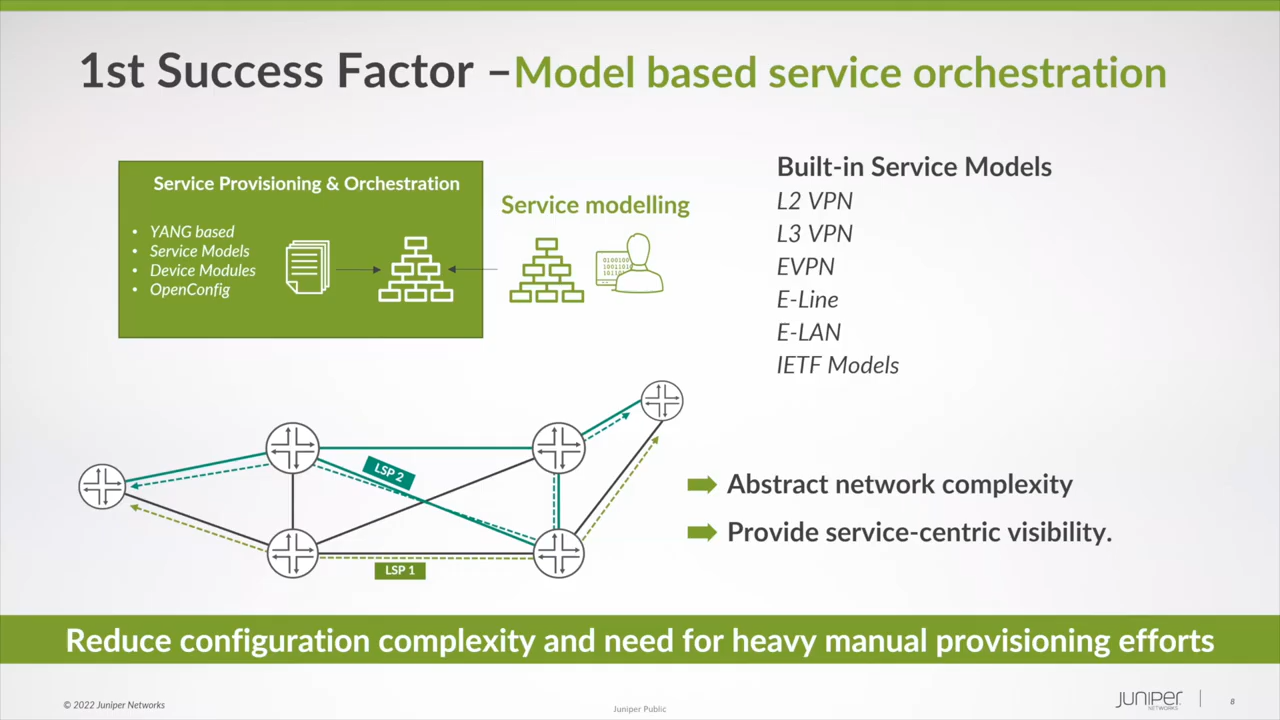 1st Success Factor –Model based service orchestration
Service Provisioning & Orchestration
• YANG based
• Service Models
• Device Modules
• OpenConfig
Service modelling
Built-in Service Models
L2 VPN
L3 VPN
EVPN
E-Line
E-LAN
IETF Models
LSP 2
LSP 1
Abstract network complexity
Provide service-centric visibility.
Reduce configuration complexity and need for heavy manual provisioning efforts
© 2022 Juniper Networks
Juniper Public
JUNIPER
NETWORKS
8